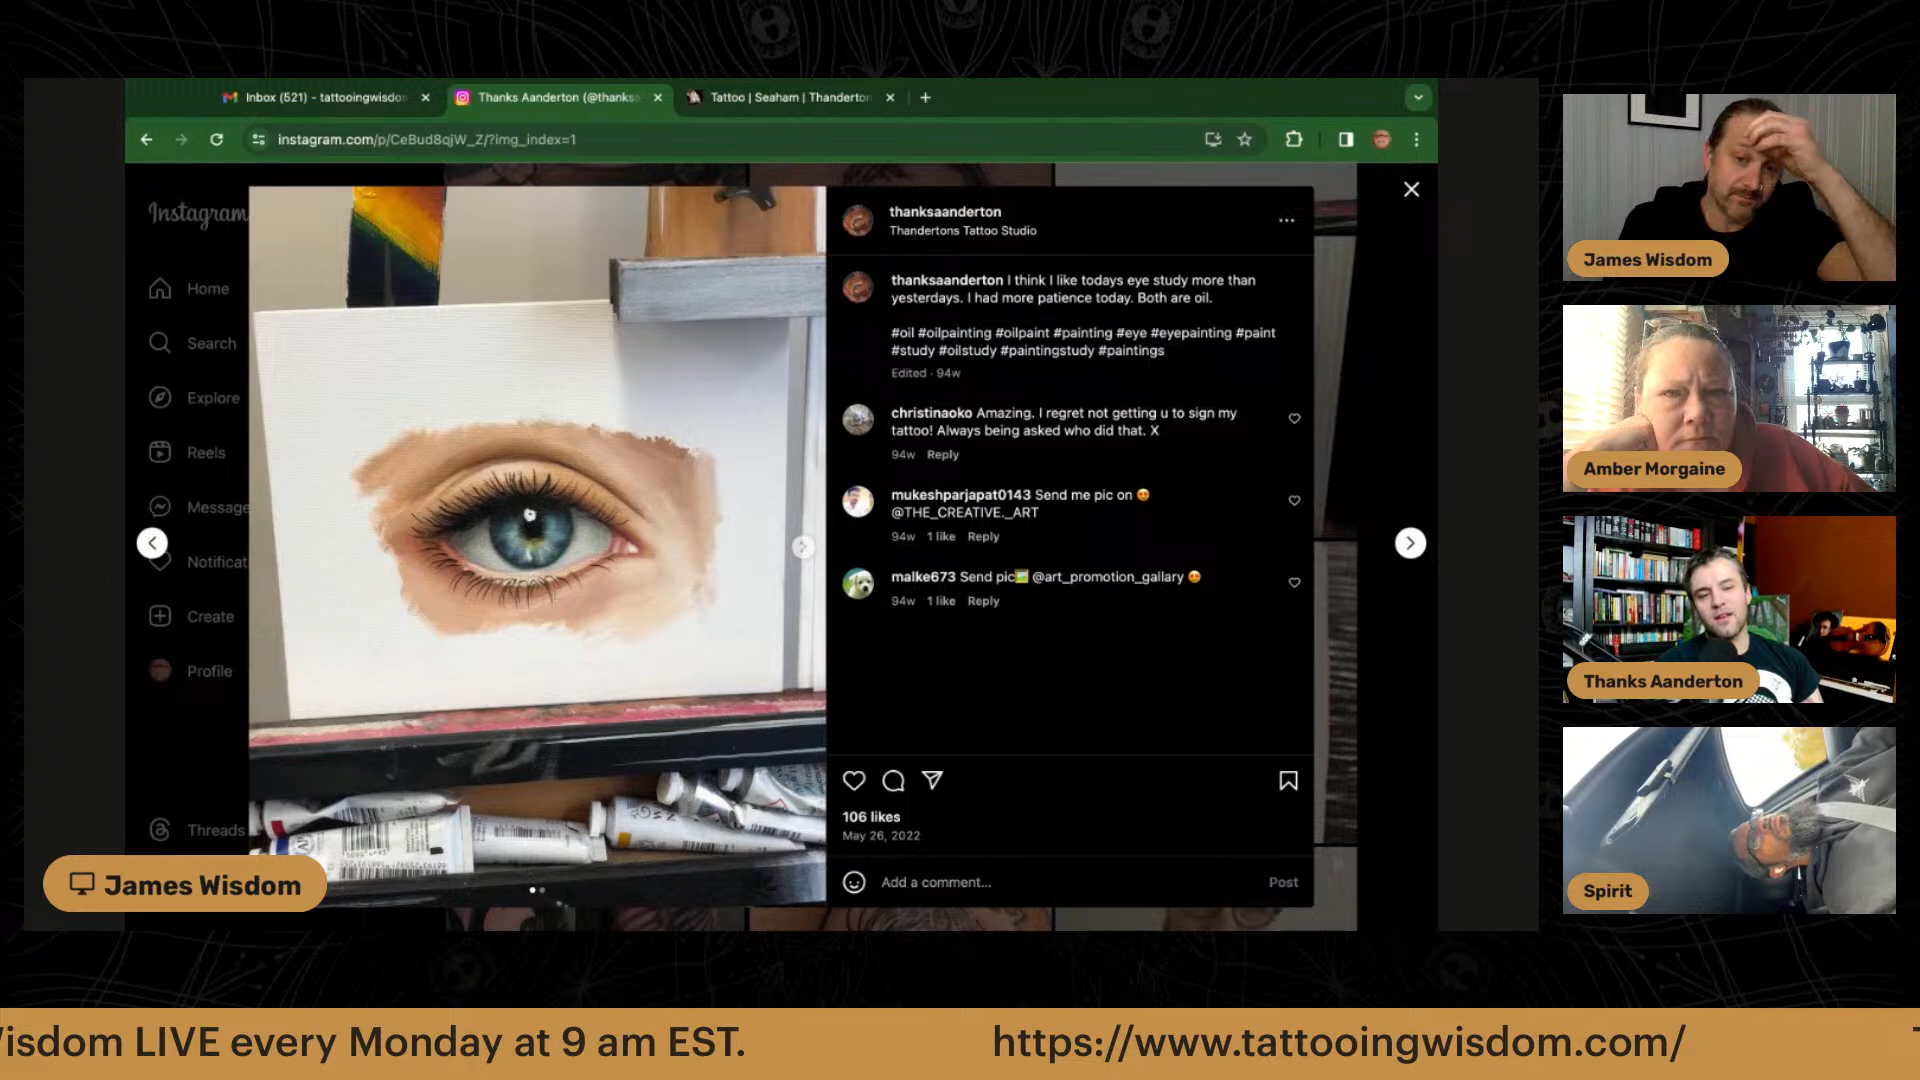 Inbox (521) - tattooingwisdo
Thanks Aanderton (@thanksa
Tattoo | Seaham | Thanderton
instagram.com/p/CeBud8qjW_Z/?img_index=1
Instagram
Home
Search
Explore
Reels
Message
Notificat
Create
Profile
Threads
thanksaanderton
Thandertons Tattoo Studio
thanksaanderton I think I like todays eye study more than
yesterdays. I had more patience today. Both are oil.
#oil #oilpainting #oilpaint #painting #eye #eyepainting #paint
#study #oilstudy #paintingstudy #paintings
Edited · 94w
christinaoko Amazing. I regret not getting u to sign my
tattoo! Always being asked who did that. X
94w Reply
mukeshparjapat0143 Send me pic on 😍
@THE_CREATIVE._ART
94w 1 like Reply
malke673 Send pic🖼️ @art_promotion_gallary 😍
94w 1 like Reply
106 likes
May 26, 2022
Add a comment...
Post
James Wisdom
Amber Morgaine
Thanks Aanderton
Spirit
James Wisdom
isdom LIVE every Monday at 9 am EST.
https://www.tattooingwisdom.com/